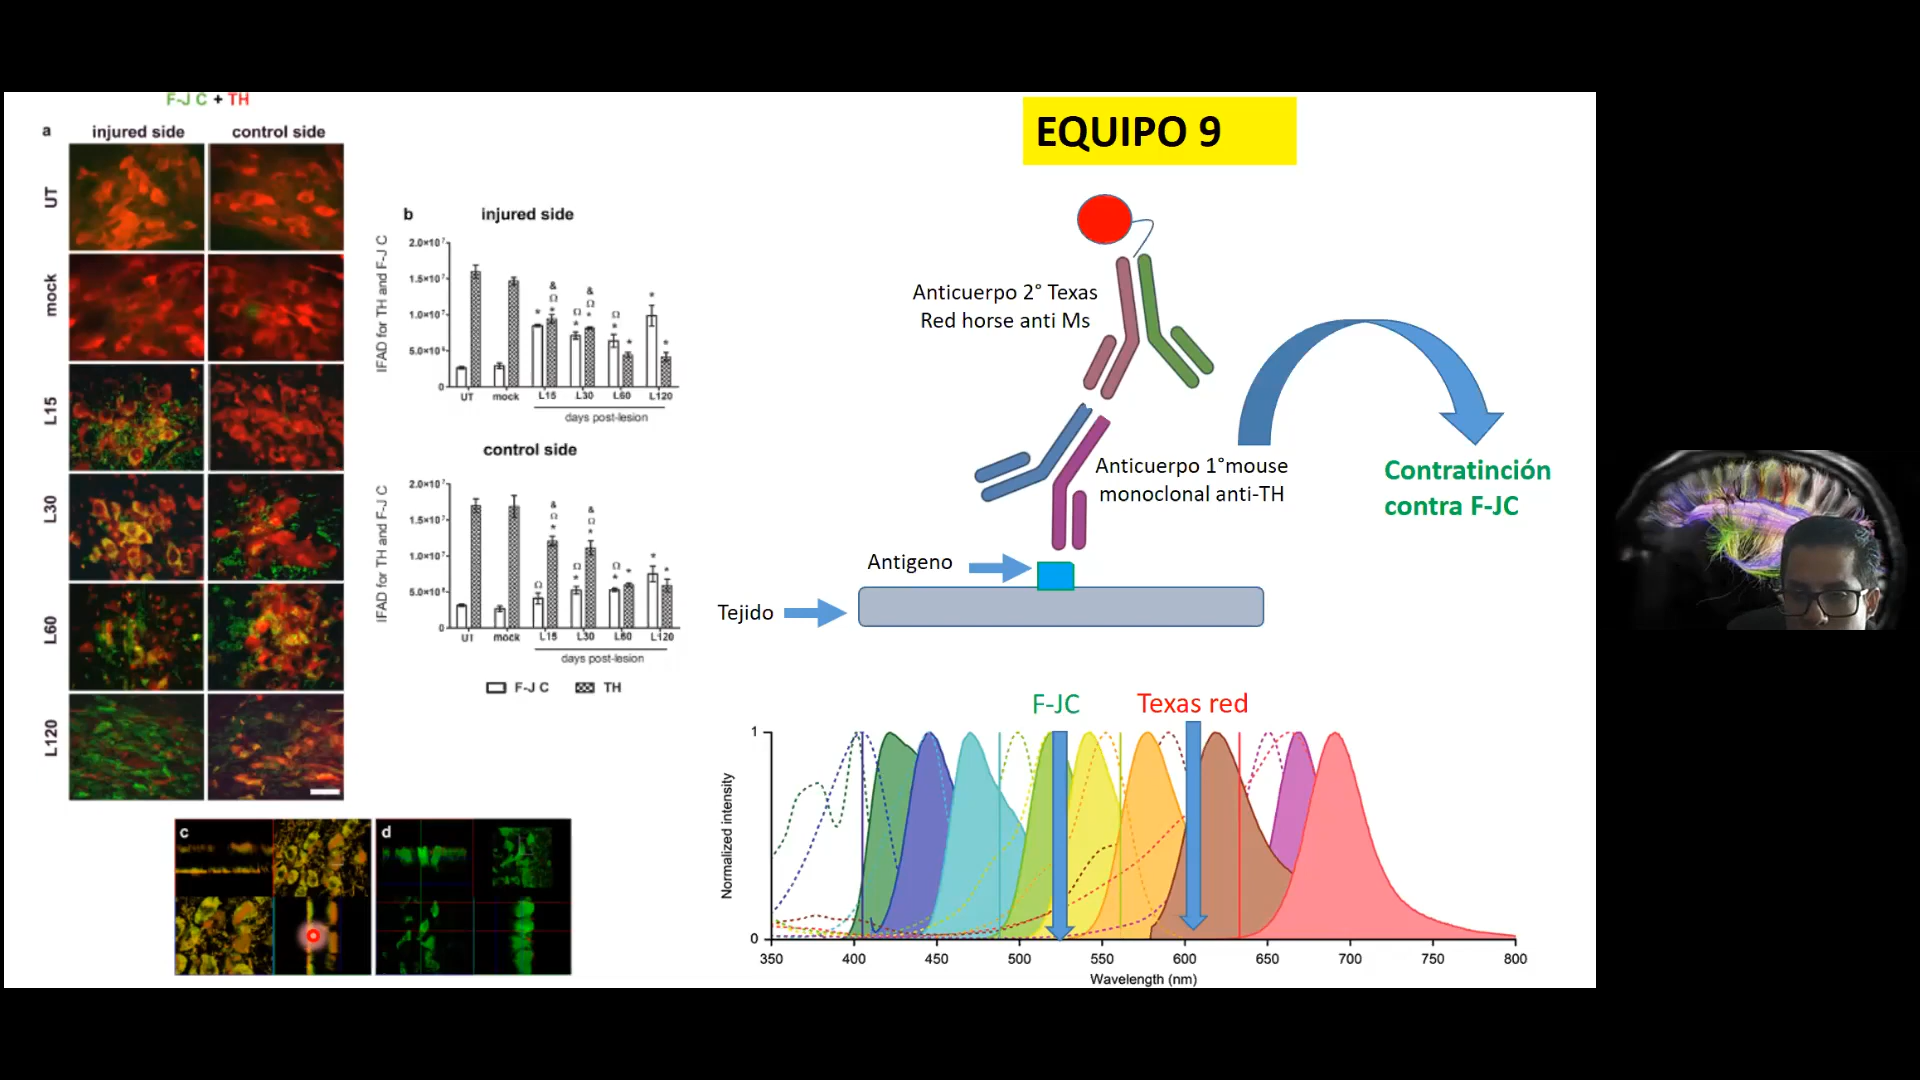 F-J C + TH
a
injured side
control side
UT
mock
L15
L30
L60
L120
b
injured side
IFAD for TH and F-J C
2.0×10⁷
1.5×10⁷
1.0×10⁷
5.0×10⁶
0
UT
mock
L15
L30
L60
L120
* & Ω * Ω * & Ω * Ω * * * *
days post-lesion
control side
IFAD for TH and F-J C
2.0×10⁷
1.5×10⁷
1.0×10⁷
5.0×10⁶
0
UT
mock
L15
L30
L60
L120
Ω & Ω * Ω * & Ω * Ω * * * *
days post-lesion
F-J C
TH
c
d
EQUIPO 9
Anticuerpo 2° Texas
Red horse anti Ms
Anticuerpo 1°mouse
monoclonal anti-TH
Contratinción
contra F-JC
Antigeno
Tejido
F-JC
Texas red
Normalized intensity
1
0
350
400
450
500
550
600
650
700
750
800
Wavelength (nm)